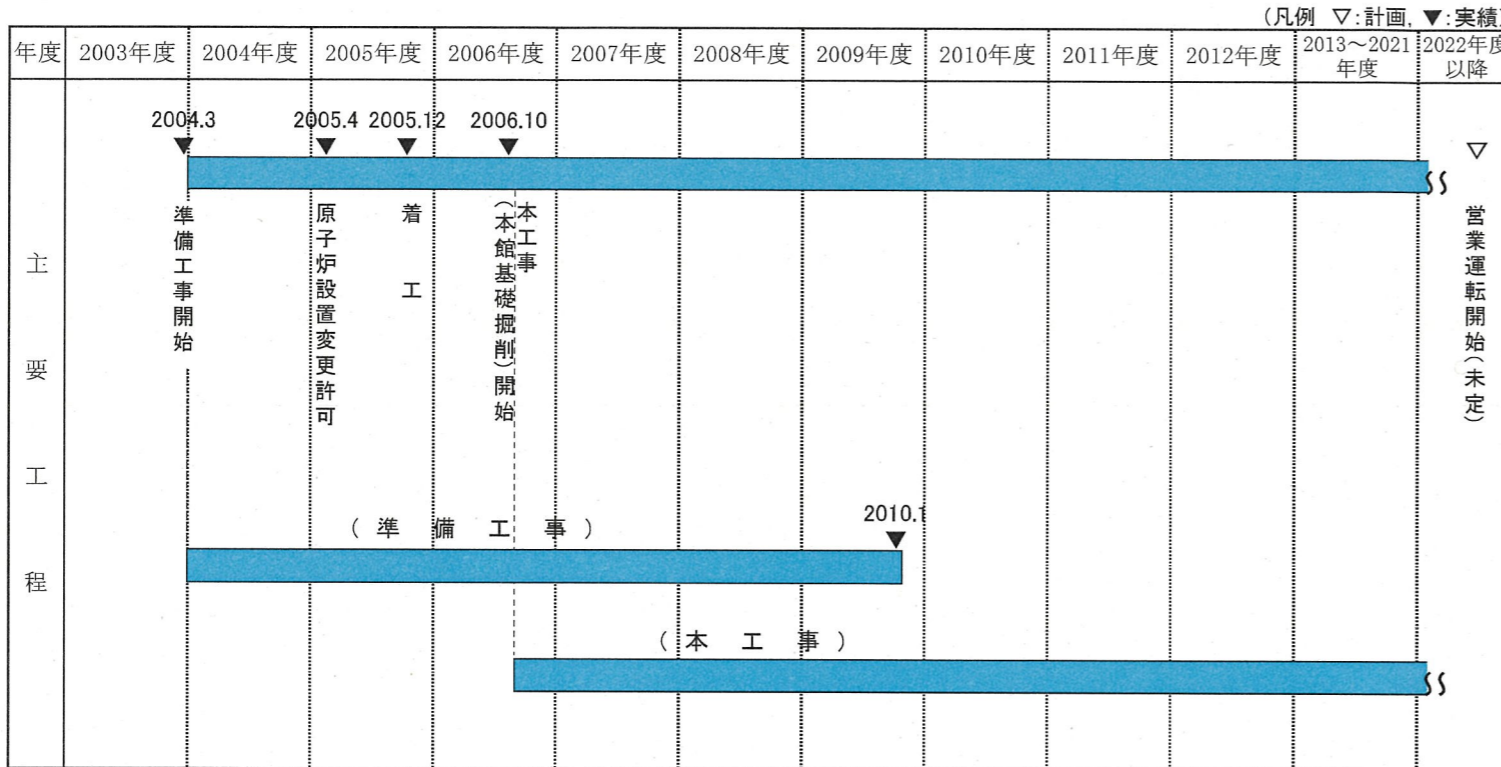 (凡例 ▽:計画, ▼:実績)
年度 2003年度 2004年度 2005年度 2006年度 2007年度 2008年度 2009年度 2010年度 2011年度 2012年度 2013～2021年度 2022年度以降
主要工程
2004.3 2005.4 2005.12 2006.10
▼ ▼ ▼ ▼ ▽
準備工事開始
原子炉設置変更許可
着工
本工事
(本館基礎掘削)開始
営業運転開始(未定)
(準備工事)
2010.1
▼
(本工事)